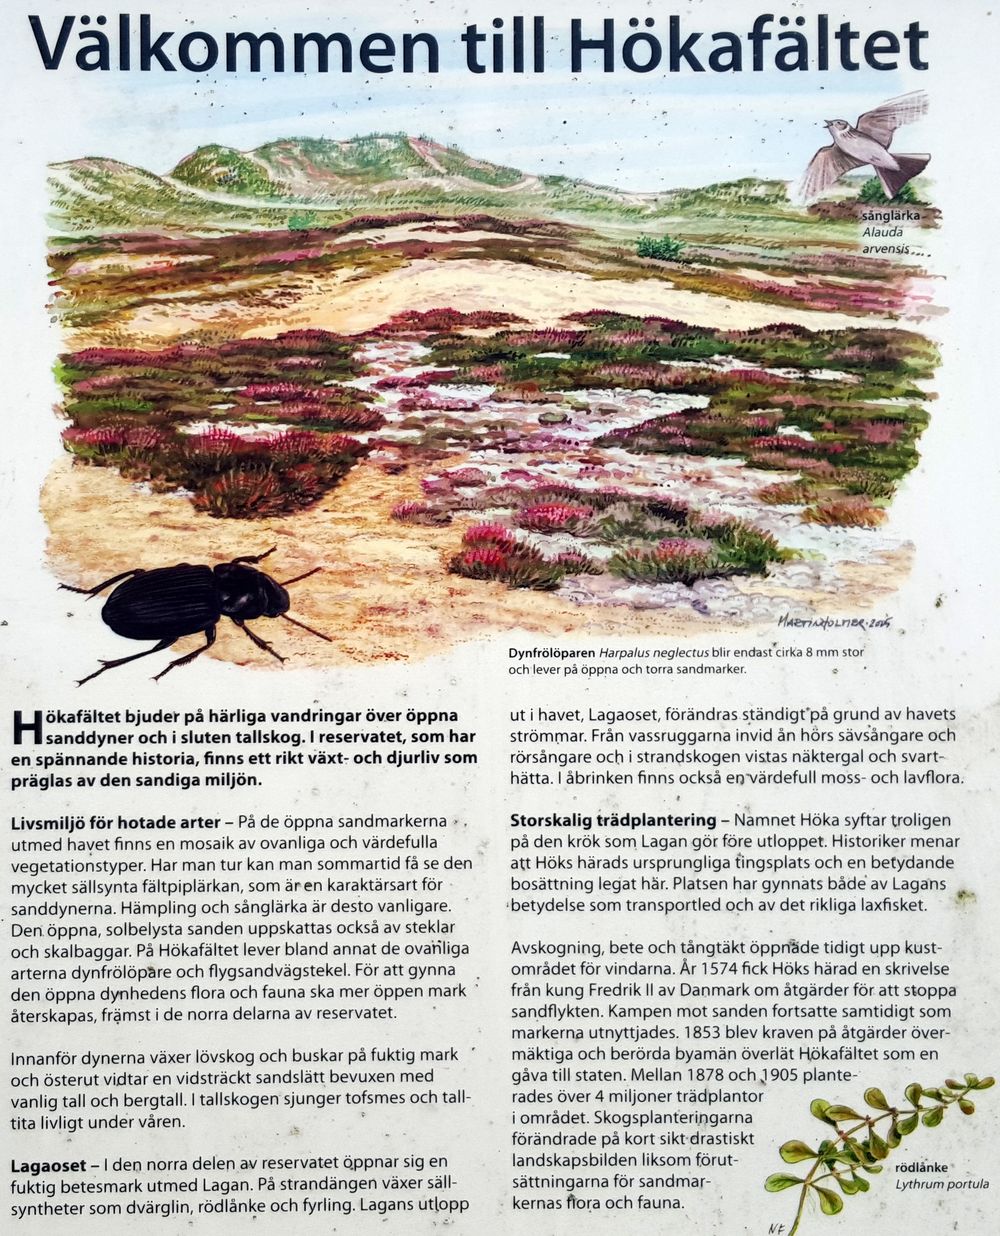 Välkommen till Hökafältet
sånglärka
Alauda
arvensis
MARTIN HOLMER 2015
Dynfrölöparen Harpalus neglectus blir endast cirka 8 mm stor
och lever på öppna och torra sandmarker.
Hökafältet bjuder på härliga vandringar över öppna
sanddyner och i sluten tallskog. I reservatet, som har
en spännande historia, finns ett rikt växt- och djurliv som
präglas av den sandiga miljön.
Livsmiljö för hotade arter – På de öppna sandmarkerna
utmed havet finns en mosaik av ovanliga och värdefulla
vegetationstyper. Har man tur kan man sommartid få se den
mycket sällsynta fältpiplärkan, som är en karaktärsart för
sanddynerna. Hämpling och sånglärka är desto vanligare.
Den öppna, solbelysta sanden uppskattas också av steklar
och skalbaggar. På Hökafältet lever bland annat de ovanliga
arterna dynfrölöpare och flygsandvägstekel. För att gynna
den öppna dynhedens flora och fauna ska mer öppen mark
återskapas, främst i de norra delarna av reservatet.
Innanför dynerna växer lövskog och buskar på fuktig mark
och österut vidtar en vidsträckt sandslätt bevuxen med
vanlig tall och bergtall. I tallskogen sjunger tofsmes och tall-
tita livligt under våren.
Lagaoset – I den norra delen av reservatet öppnar sig en
fuktig betesmark utmed Lagan. På strandängen växer säll-
syntheter som dvärglin, rödlånke och fyrling. Lagans utlopp
ut i havet, Lagaoset, förändras ständigt på grund av havets
strömmar. Från vassruggarna invid ån hörs sävsångare och
rörsångare och i strandskogen vistas näktergal och svart-
hätta. I åbrinken finns också en värdefull moss- och lavflora.
Storskalig trädplantering – Namnet Höka syftar troligen
på den krök som Lagan gör före utloppet. Historiker menar
att Höks härads ursprungliga tingsplats och en betydande
bosättning legat här. Platsen har gynnats både av Lagans
betydelse som transportled och av det rikliga laxfisket.
Avskogning, bete och tångtäkt öppnade tidigt upp kust-
området för vindarna. År 1574 fick Höks härad en skrivelse
från kung Fredrik II av Danmark om åtgärder för att stoppa
sandflykten. Kampen mot sanden fortsatte samtidigt som
markerna utnyttjades. 1853 blev kraven på åtgärder över-
mäktiga och berörda byamän överlät Hökafältet som en
gåva till staten. Mellan 1878 och 1905 plante-
rades över 4 miljoner trädplantor
i området. Skogsplanteringarna
förändrade på kort sikt drastiskt
landskapsbilden liksom förut-
sättningarna för sandmar-
kernas flora och fauna.
rödlånke
Lythrum portula
NF